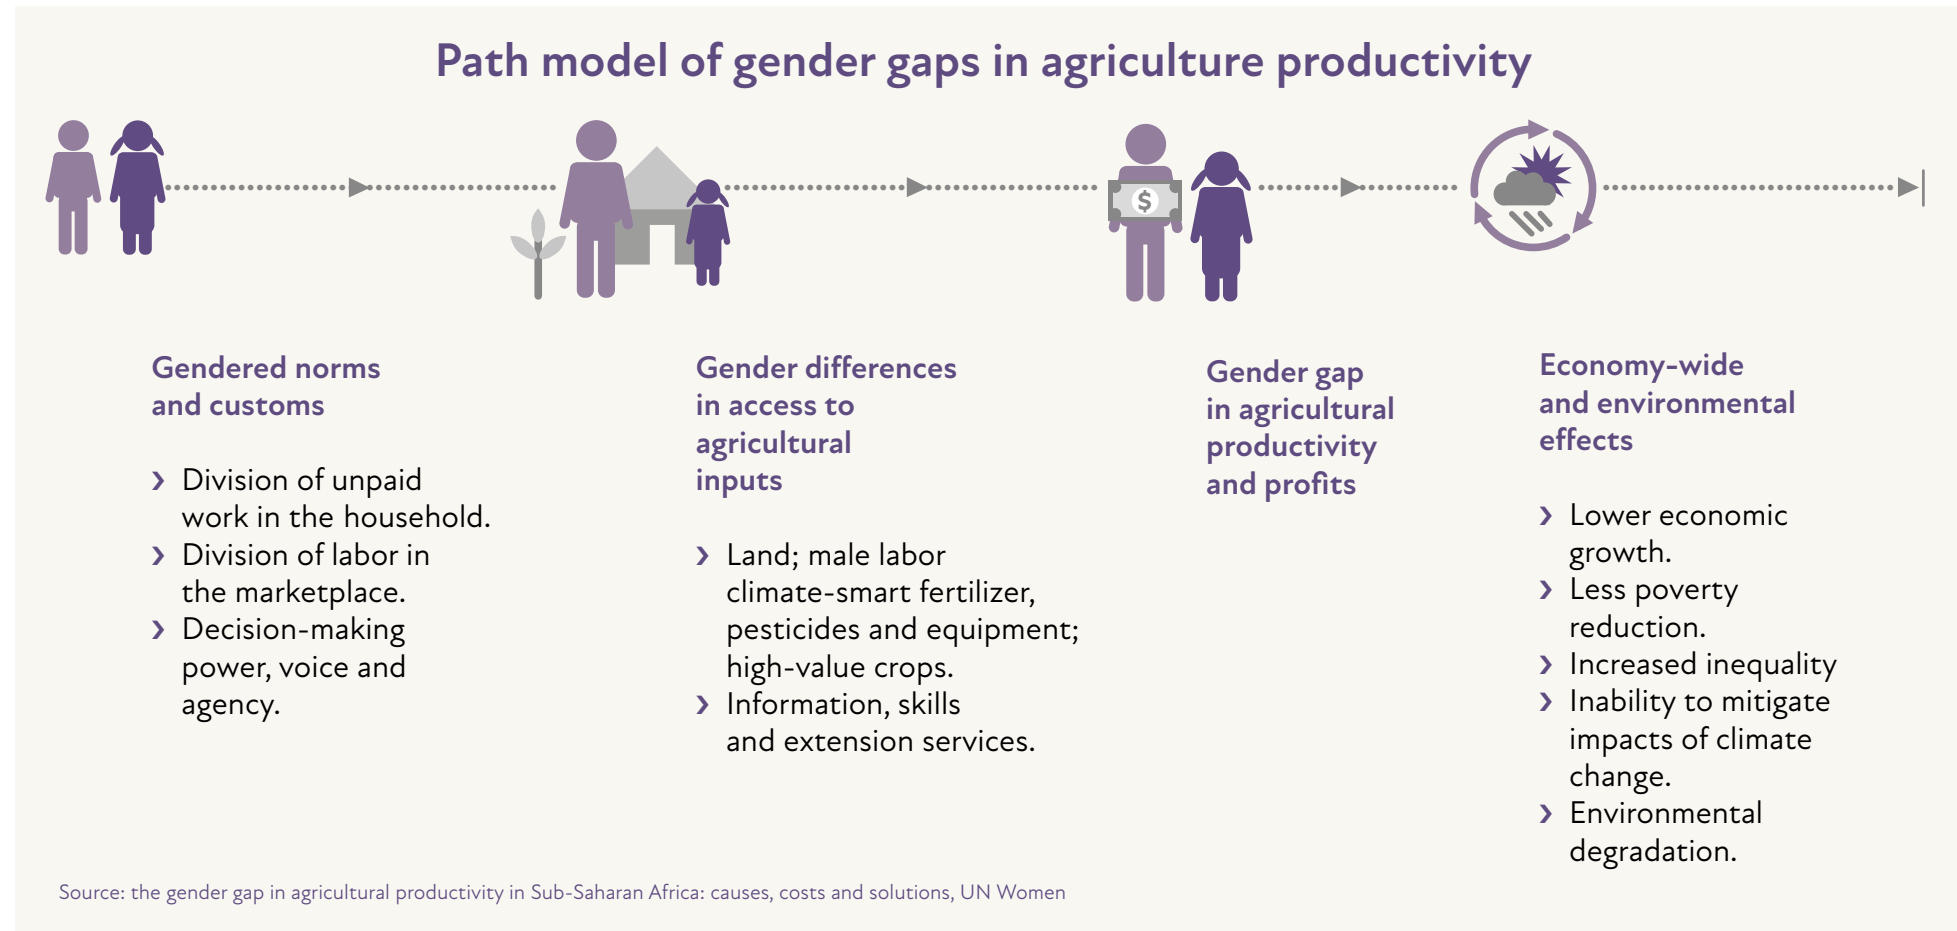 Path model of gender gaps in agriculture productivity
$
Gendered norms
and customs
› Division of unpaid
work in the household.
› Division of labor in
the marketplace.
› Decision-making
power, voice and
agency.
Gender differences
in access to
agricultural
inputs
› Land; male labor
climate-smart fertilizer,
pesticides and equipment;
high-value crops.
› Information, skills
and extension services.
Gender gap
in agricultural
productivity
and profits
Economy-wide
and environmental
effects
› Lower economic
growth.
› Less poverty
reduction.
› Increased inequality
› Inability to mitigate
impacts of climate
change.
› Environmental
degradation.
Source: the gender gap in agricultural productivity in Sub-Saharan Africa: causes, costs and solutions, UN Women